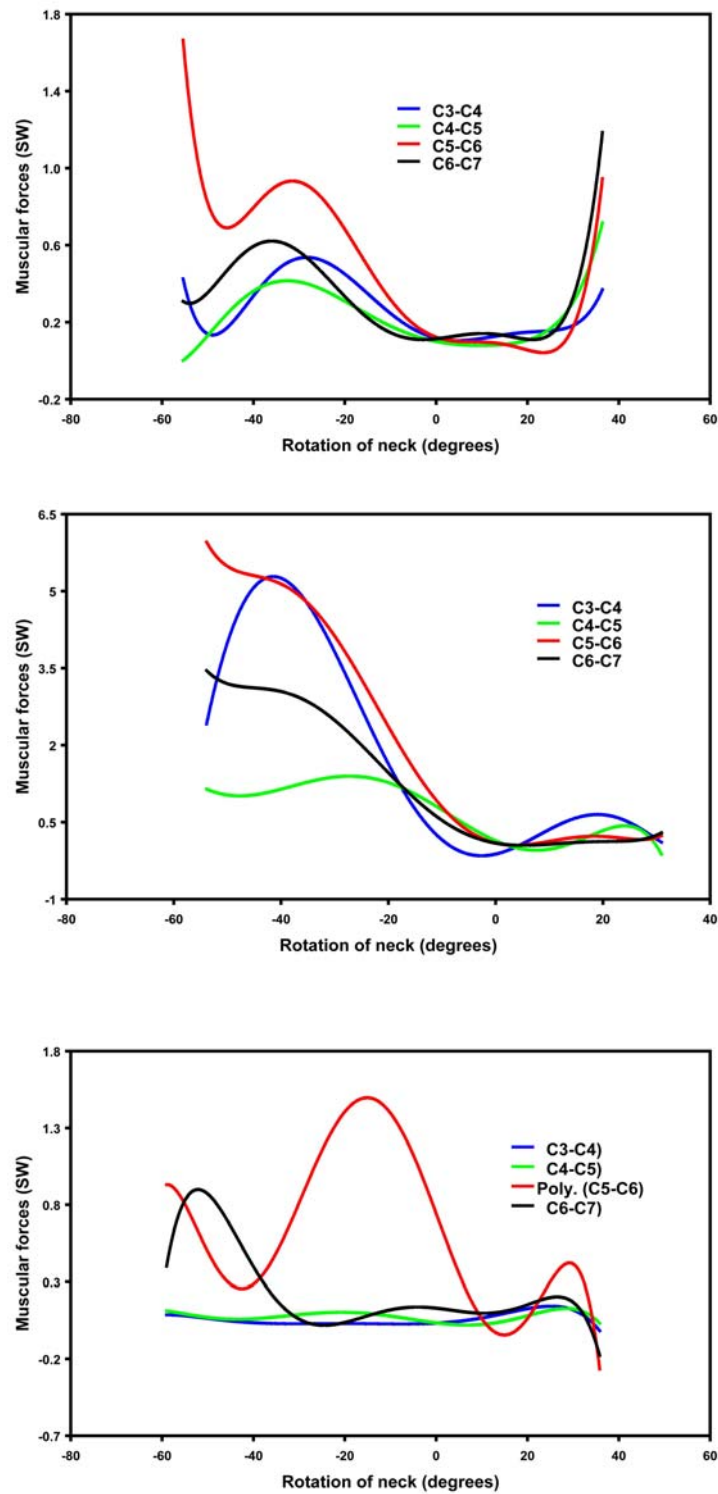 1.8
1.4
1.0
0.6
0.2
-0.2
Muscular forces (SW)
C3-C4
C4-C5
C5-C6
C6-C7
-80 -60 -40 -20 0 20 40 60
Rotation of neck (degrees)
6.5
5
3.5
2
0.5
-1
Muscular forces (SW)
C3-C4
C4-C5
C5-C6
C6-C7
-80 -60 -40 -20 0 20 40
Rotation of neck (degrees)
1.8
1.3
0.8
0.3
-0.2
-0.7
Muscular forces (SW)
C3-C4)
C4-C5)
Poly. (C5-C6)
C6-C7)
-80 -60 -40 -20 0 20 40 60
Rotation of neck (degrees)